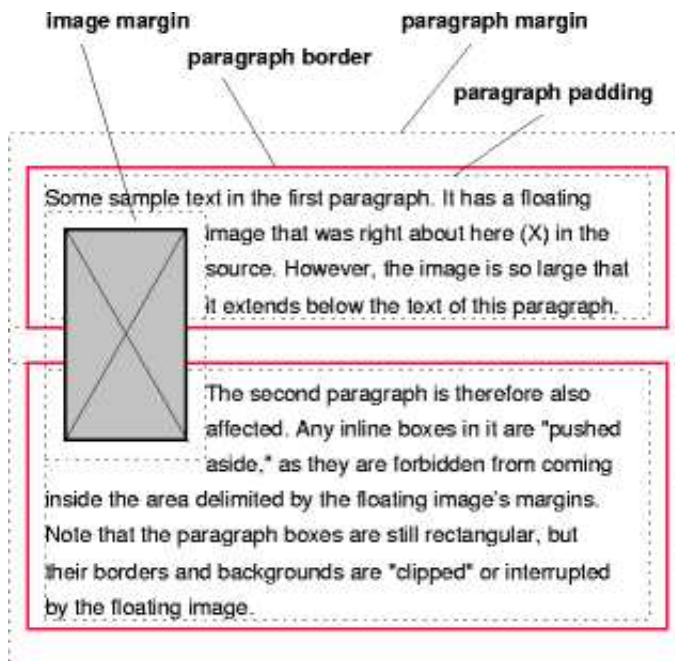 image margin
paragraph margin
paragraph border
paragraph padding
Some sample text in the first paragraph. It has a floating
image that was right about here (X) in the
source. However, the image is so large that
it extends below the text of this paragraph.
The second paragraph is therefore also
affected. Any inline boxes in it are "pushed
aside," as they are forbidden from coming
inside the area delimited by the floating image's margins.
Note that the paragraph boxes are still rectangular, but
their borders and backgrounds are "clipped" or interrupted
by the floating image.